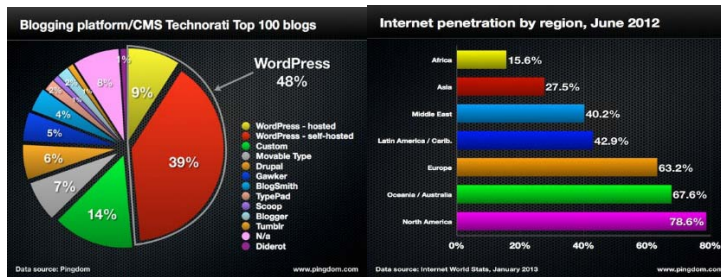 Blogging platform/CMS Technorati Top 100 blogs
WordPress
48%
1%
9%
39%
14%
7%
6%
5%
4%
2%
2%
8%
WordPress - hosted
WordPress - self-hosted
Custom
Movable Type
Drupal
Gawker
BlogSmith
TypePad
Scoop
Blogger
Tumblr
N/a
Diderot
Data source: Pingdom www.pingdom.com
Internet penetration by region, June 2012
Africa 15.6%
Asia 27.5%
Middle East 40.2%
Latin America / Carib. 42.9%
Europe 63.2%
Oceania / Australia 67.6%
North America 78.6%
0% 20% 40% 60% 80%
Data source: Internet World Stats, January 2013 www.pingdom.com